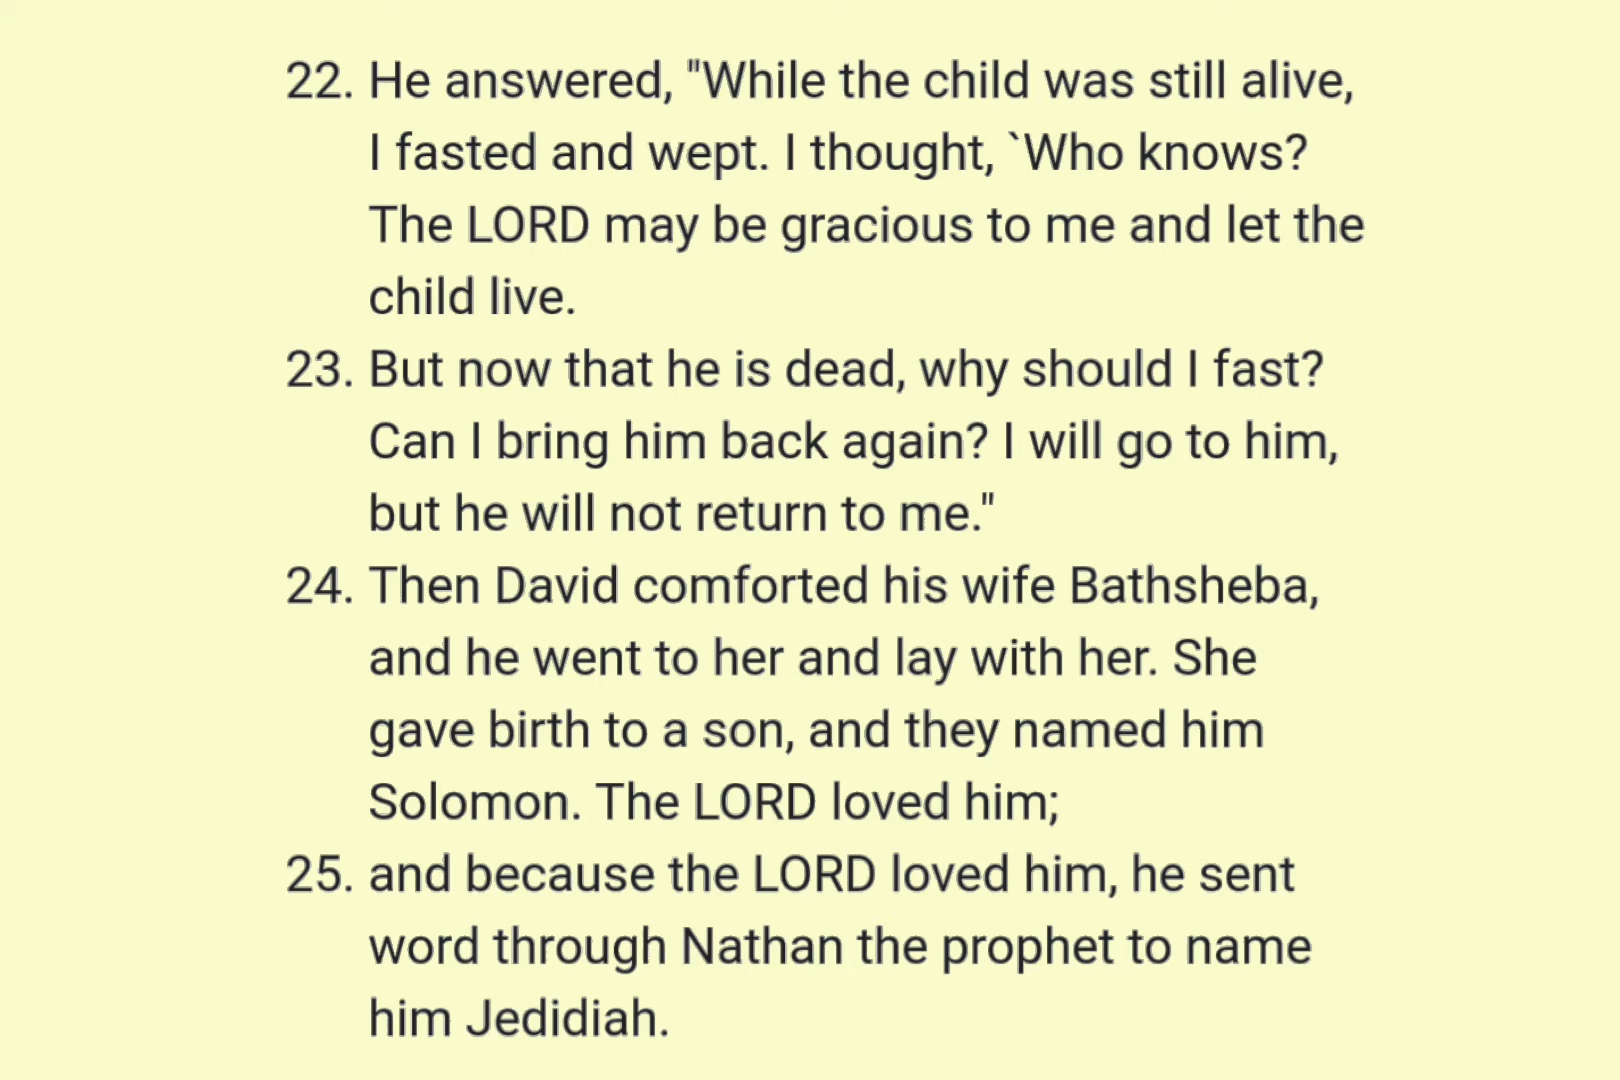 22. He answered, "While the child was still alive,
I fasted and wept. I thought, `Who knows?
The LORD may be gracious to me and let the
child live.
23. But now that he is dead, why should I fast?
Can I bring him back again? I will go to him,
but he will not return to me."
24. Then David comforted his wife Bathsheba,
and he went to her and lay with her. She
gave birth to a son, and they named him
Solomon. The LORD loved him;
25. and because the LORD loved him, he sent
word through Nathan the prophet to name
him Jedidiah.